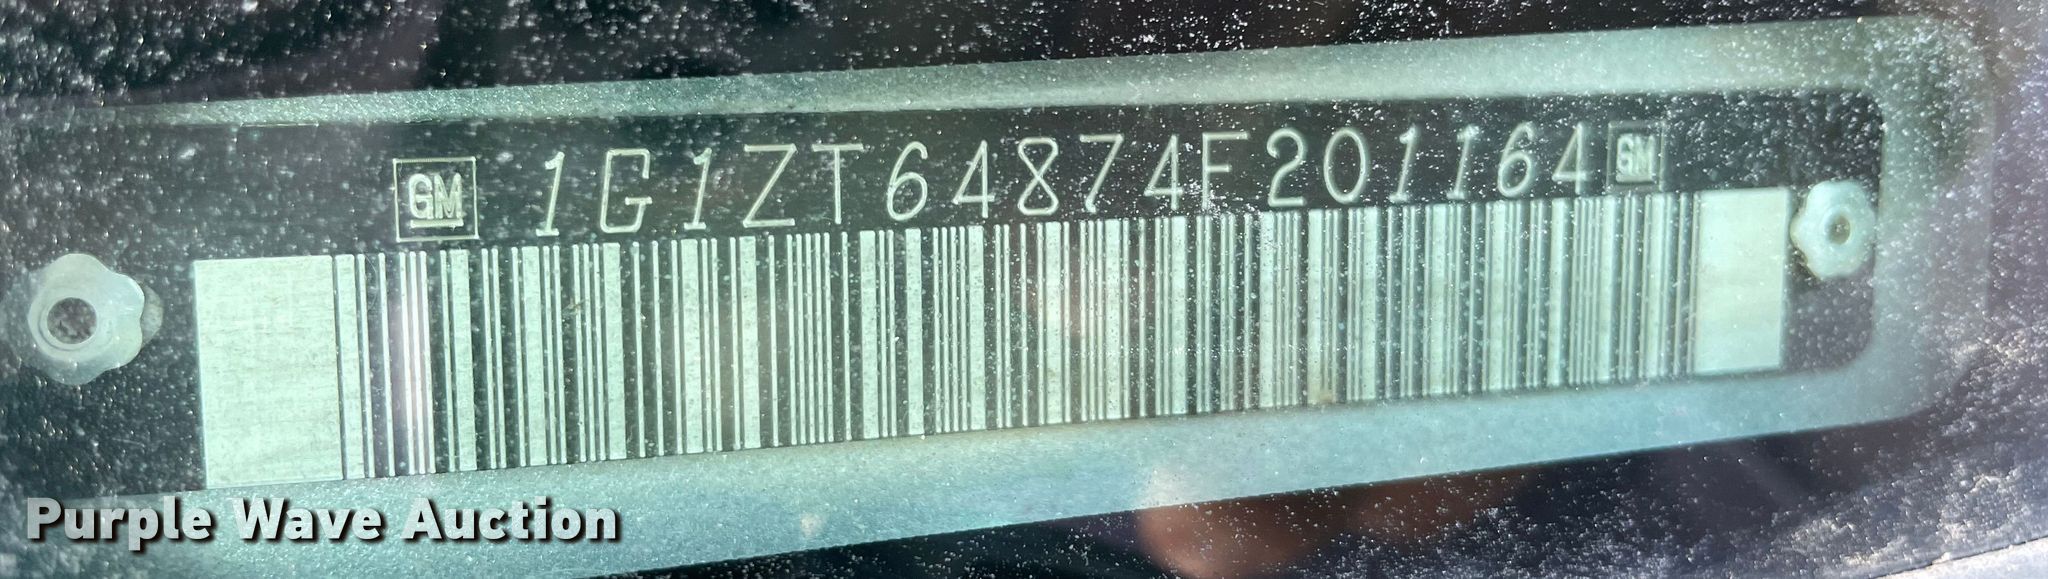 GM 1G1ZT64874F201164 GM
Purple Wave Auction